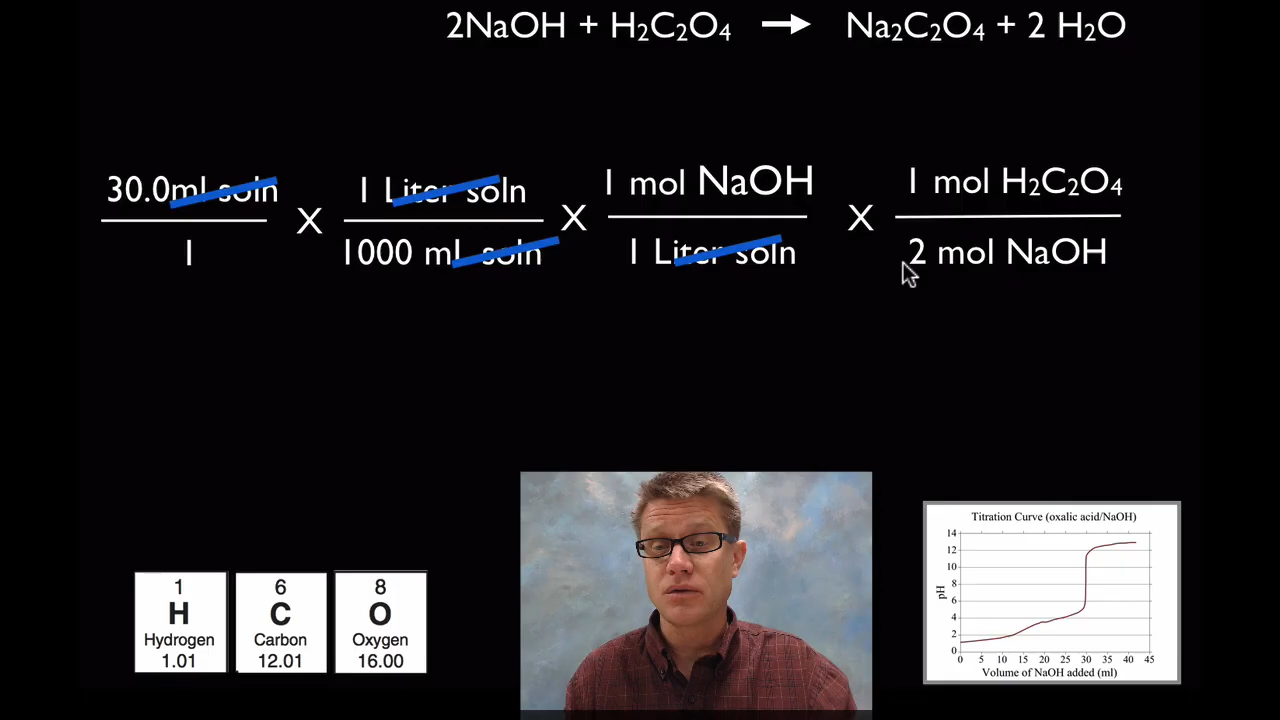 2NaOH + H₂C₂O₄ → Na₂C₂O₄ + 2 H₂O
30.0ml soln X 1 Liter soln X 1 mol NaOH X 1 mol H₂C₂O₄
1 1000 mL soln 1 Liter soln 2 mol NaOH
1 6 8
H C O
Hydrogen Carbon Oxygen
1.01 12.01 16.00
Titration Curve (oxalic acid/NaOH)
14
12
10
8
6
4
2
0
pH
0 5 10 15 20 25 30 35 40 45
Volume of NaOH added (ml)